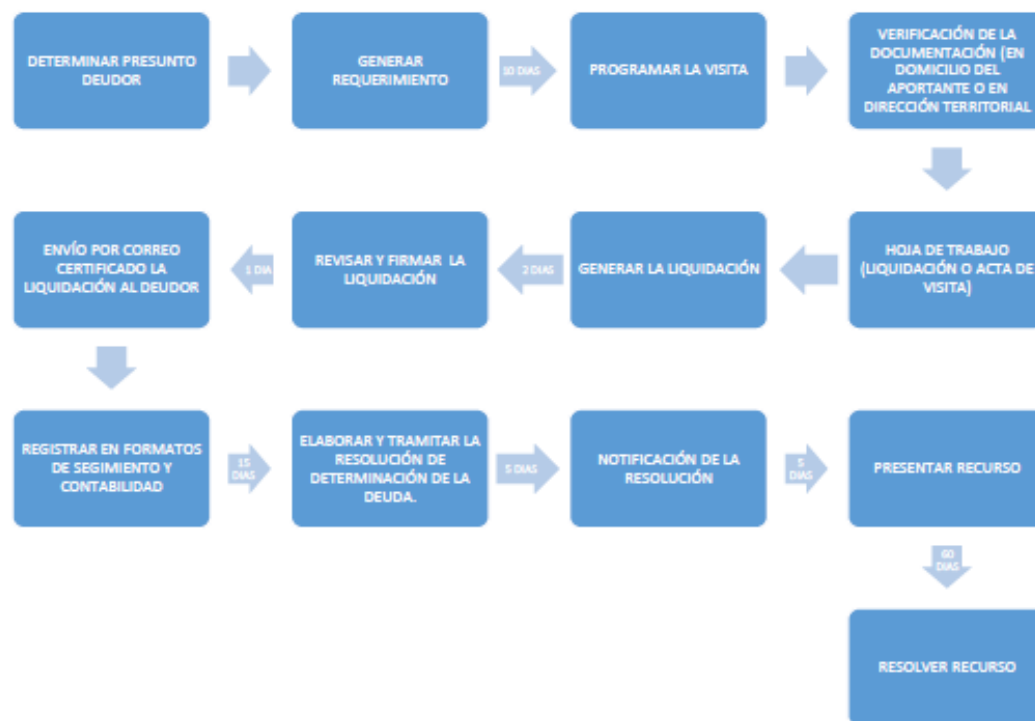 DETERMINAR PRESUNTO
DEUDOR
GENERAR
REQUERIMIENTO
10 DIAS
PROGRAMAR LA VISITA
VERIFICACIÓN DE LA
DOCUMENTACIÓN (EN
DOMICILIO DEL
APORTANTE O EN
DIRECCIÓN TERRITORIAL
HOJA DE TRABAJO
(LIQUIDACIÓN O ACTA DE
VISITA)
GENERAR LA LIQUIDACIÓN
2 DIAS
REVISAR Y FIRMAR LA
LIQUIDACIÓN
1 DIA
ENVÍO POR CORREO
CERTIFICADO LA
LIQUIDACIÓN AL DEUDOR
REGISTRAR EN FORMATOS
DE SEGIMIENTO Y
CONTABILIDAD
15
DIAS
ELABORAR Y TRAMITAR LA
RESOLUCIÓN DE
DETERMINACIÓN DE LA
DEUDA.
5 DIAS
NOTIFICACIÓN DE LA
RESOLUCIÓN
5
DIAS
PRESENTAR RECURSO
60
DIAS
RESOLVER RECURSO